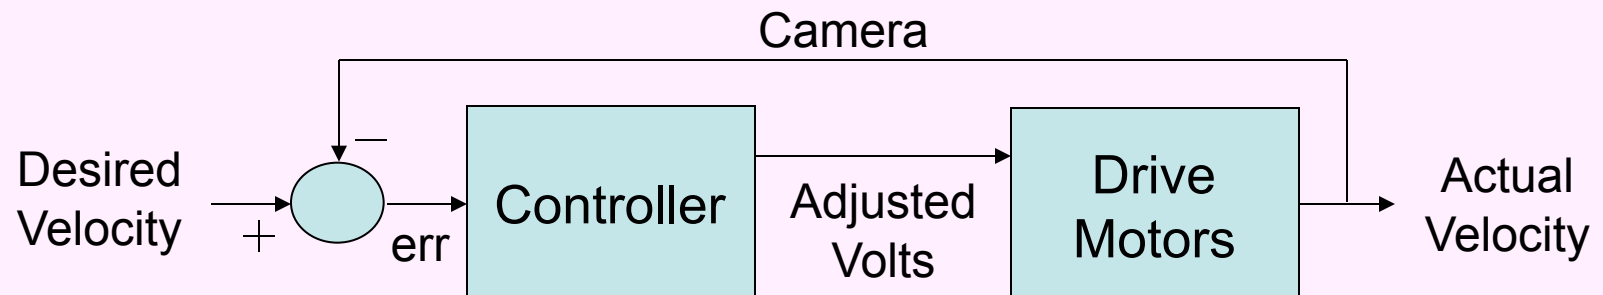 Camera
Desired
Velocity
+
−
err
Controller
Adjusted
Volts
Drive
Motors
Actual
Velocity